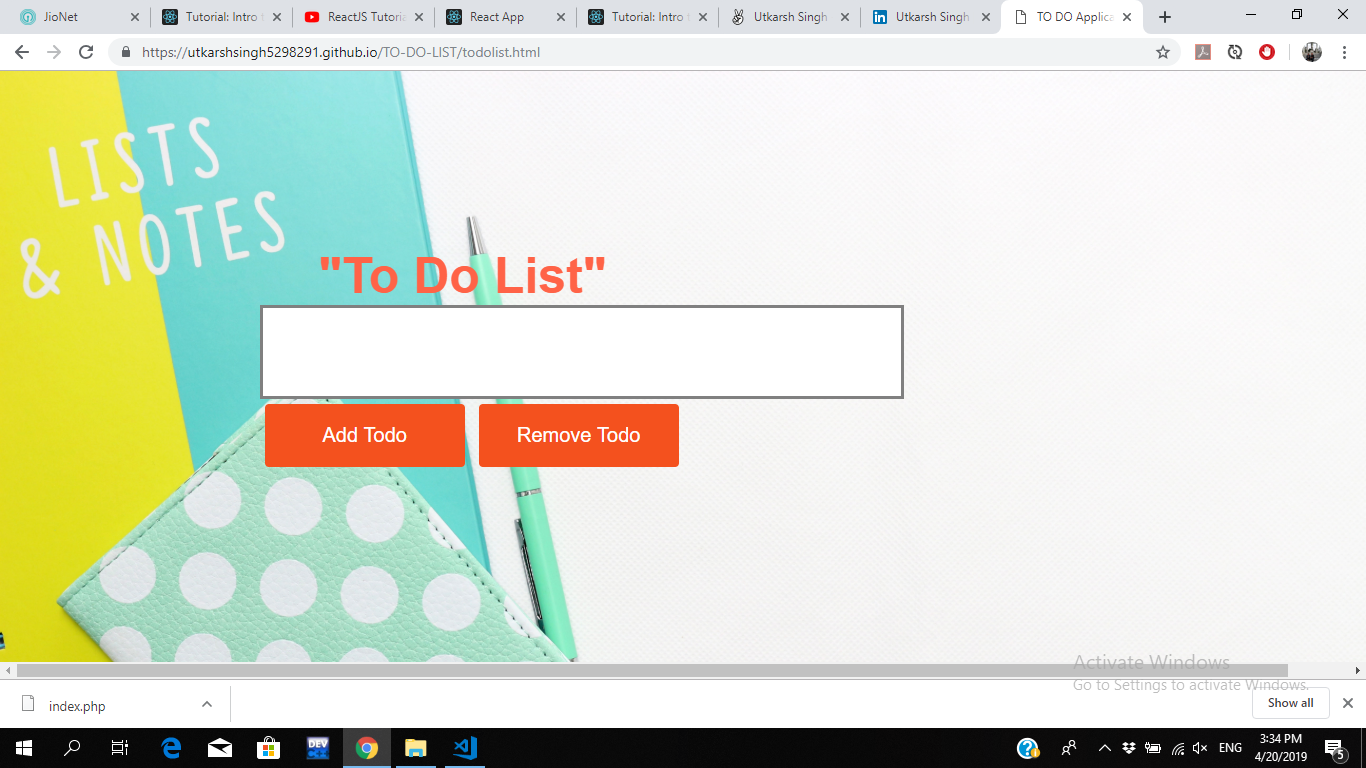 JioNet
Tutorial: Intro t
ReactJS Tutoria
React App
Tutorial: Intro t
Utkarsh Singh
Utkarsh Singh
TO DO Applica
https://utkarshsingh5298291.github.io/TO-DO-LIST/todolist.html
LISTS
& NOTES
"To Do List"
Add Todo
Remove Todo
Activate Windows
Go to Settings to activate Windows.
index.php
Show all
DEV
C++
ENG
3:34 PM
4/20/2019
5